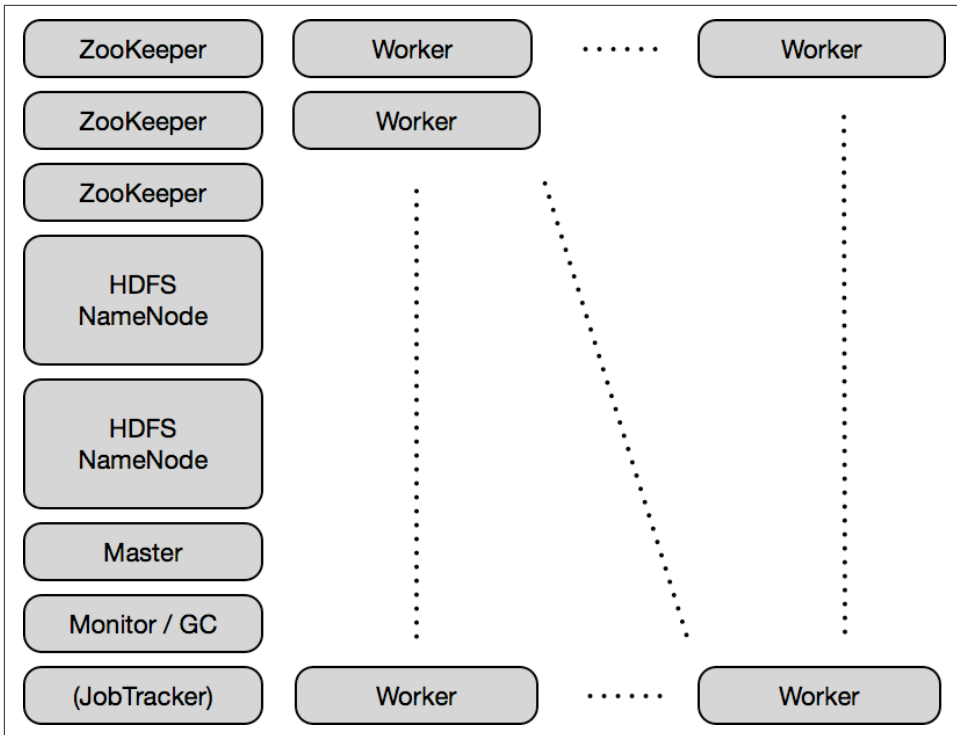 ZooKeeper
Worker
Worker
ZooKeeper
Worker
ZooKeeper
HDFS
NameNode
HDFS
NameNode
Master
Monitor / GC
(JobTracker)
Worker
Worker